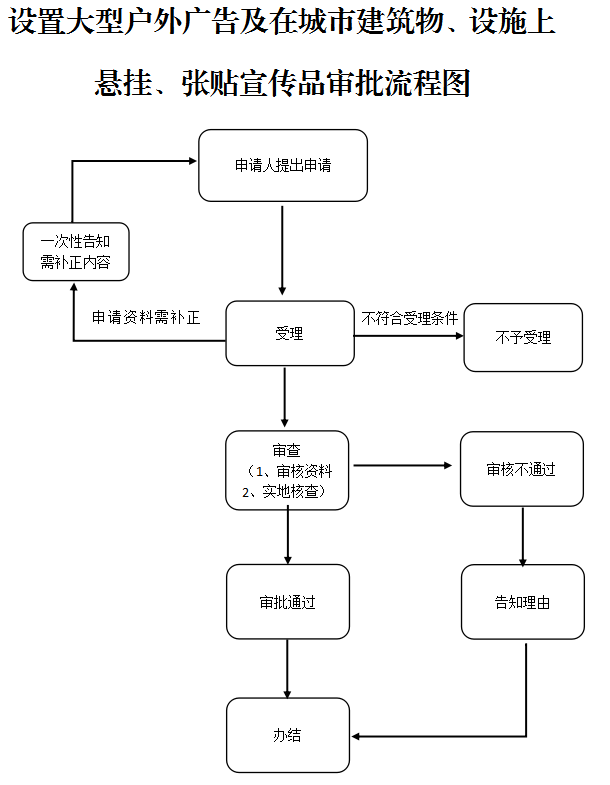 设置大型户外广告及在城市建筑物、设施上
悬挂、张贴宣传品审批流程图
申请人提出申请
一次性告知
需补正内容
申请资料需补正
受理
不符合受理条件
不予受理
审查
（1、审核资料
2、实地核查）
审核不通过
审批通过
告知理由
办结